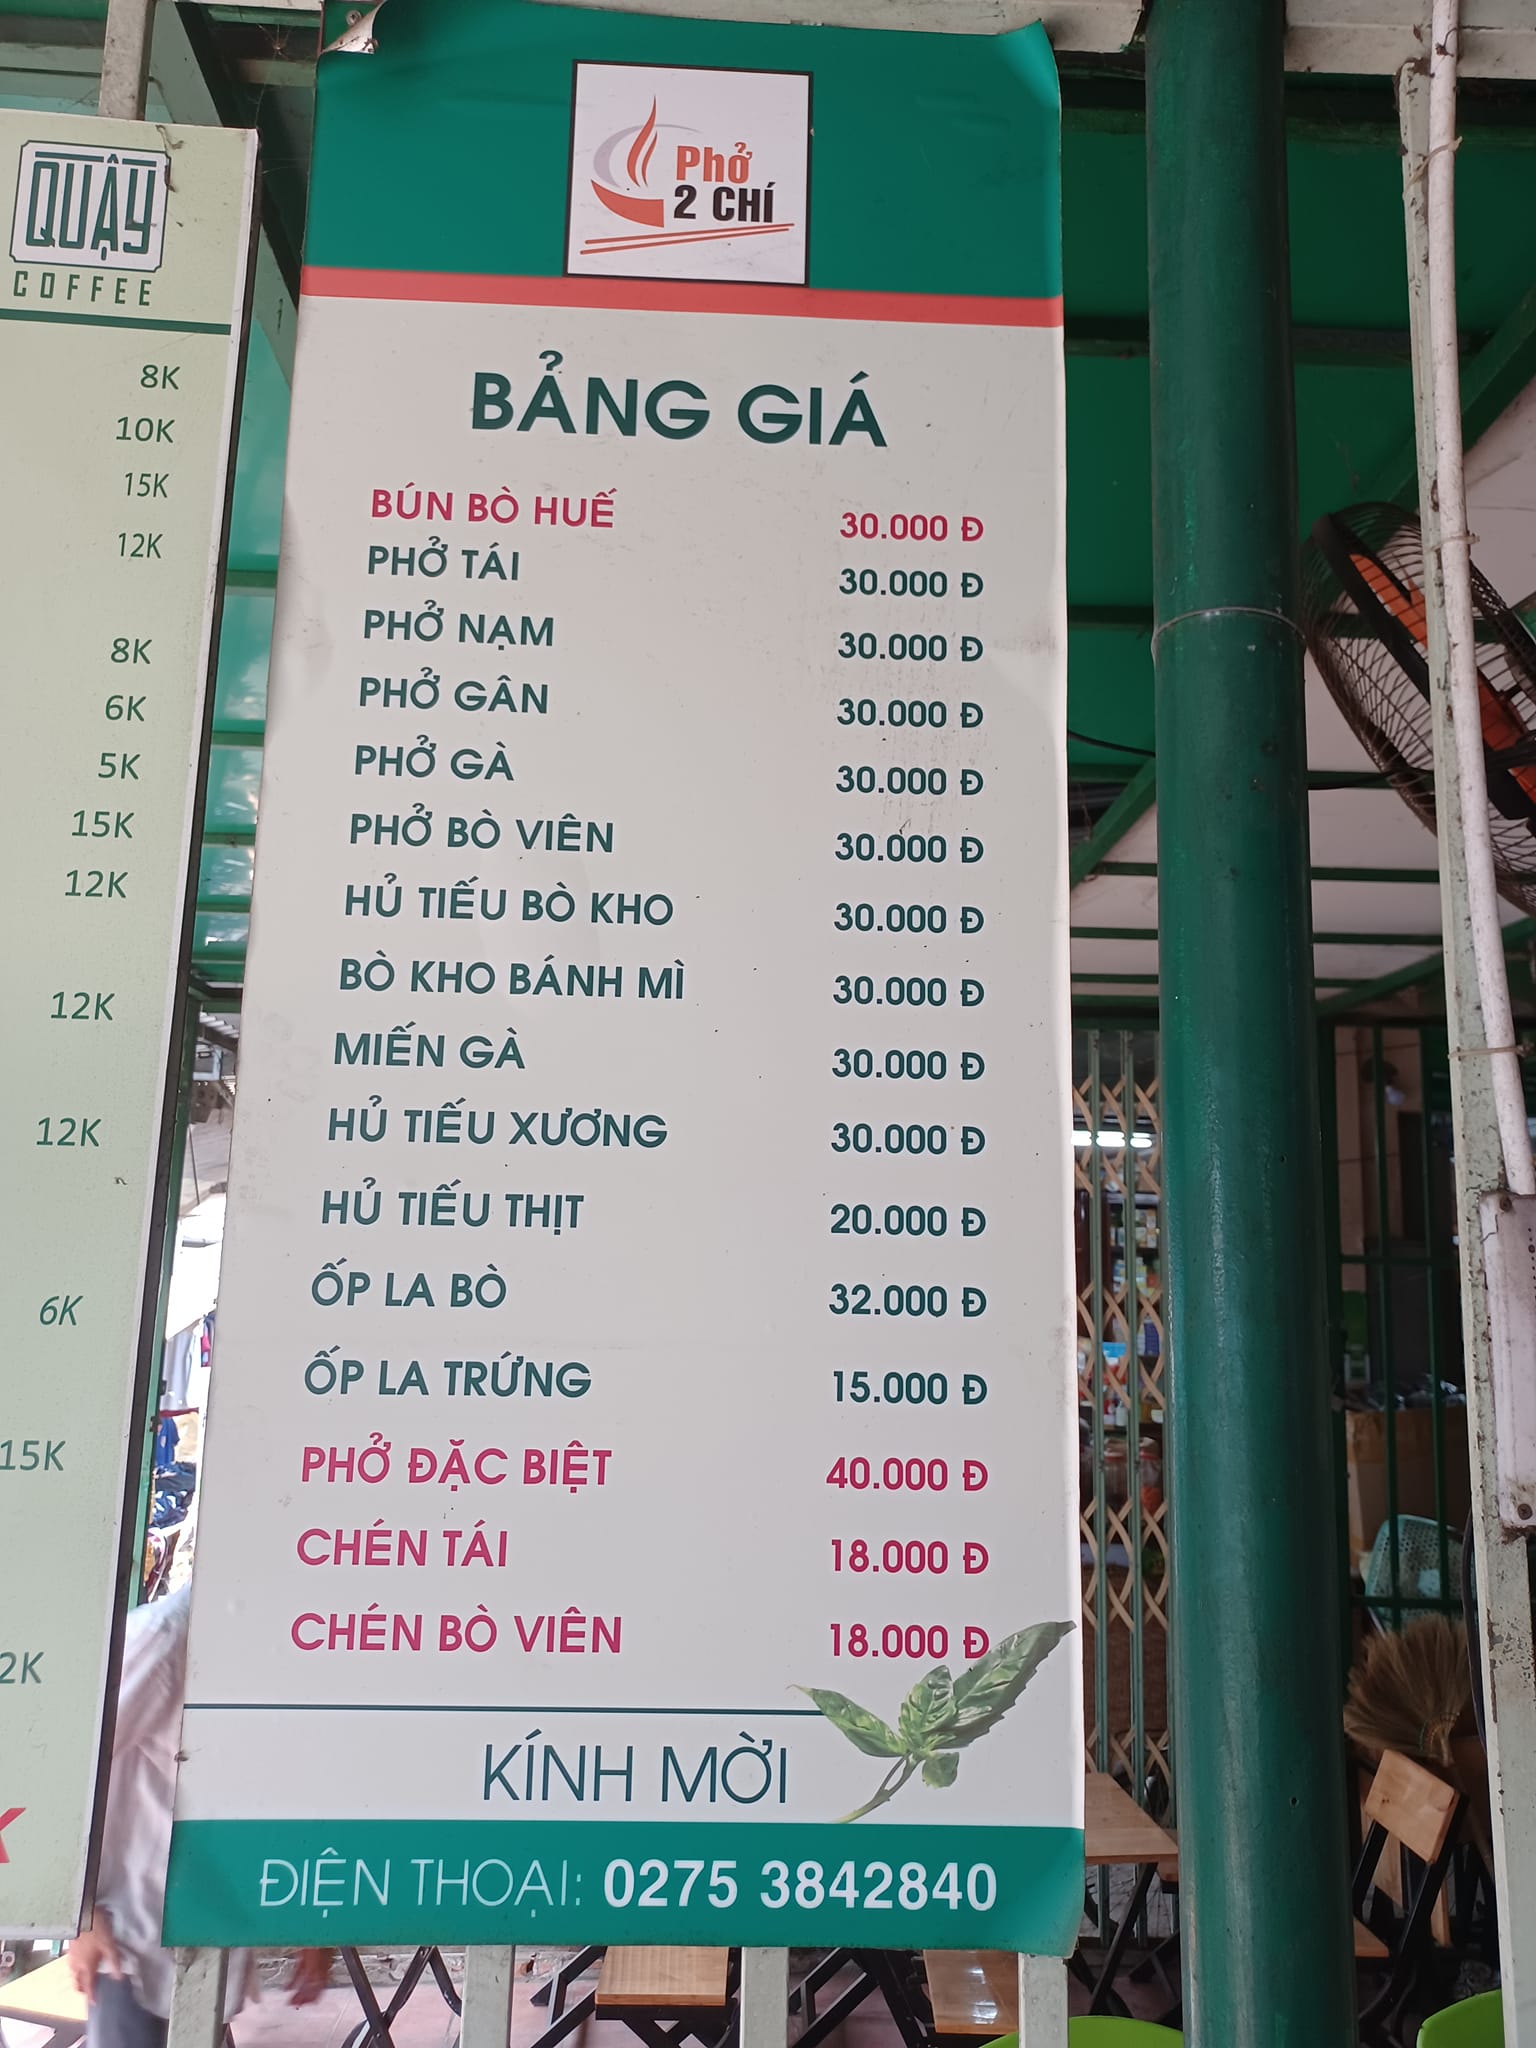 QUẬY
COFFEE
8K
10K
15K
12K
8K
6K
5K
15K
12K
12K
12K
6K
15K
2K
K
Phở
2 CHÍ
BẢNG GIÁ
BÚN BÒ HUẾ 30.000 Đ
PHỞ TÁI 30.000 Đ
PHỞ NẠM 30.000 Đ
PHỞ GÂN 30.000 Đ
PHỞ GÀ 30.000 Đ
PHỞ BÒ VIÊN 30.000 Đ
HỦ TIẾU BÒ KHO 30.000 Đ
BÒ KHO BÁNH MÌ 30.000 Đ
MIẾN GÀ 30.000 Đ
HỦ TIẾU XƯƠNG 30.000 Đ
HỦ TIẾU THỊT 20.000 Đ
ỐP LA BÒ 32.000 Đ
ỐP LA TRỨNG 15.000 Đ
PHỞ ĐẶC BIỆT 40.000 Đ
CHÉN TÁI 18.000 Đ
CHÉN BÒ VIÊN 18.000 Đ
KÍNH MỜI
ĐIỆN THOẠI: 0275 3842840